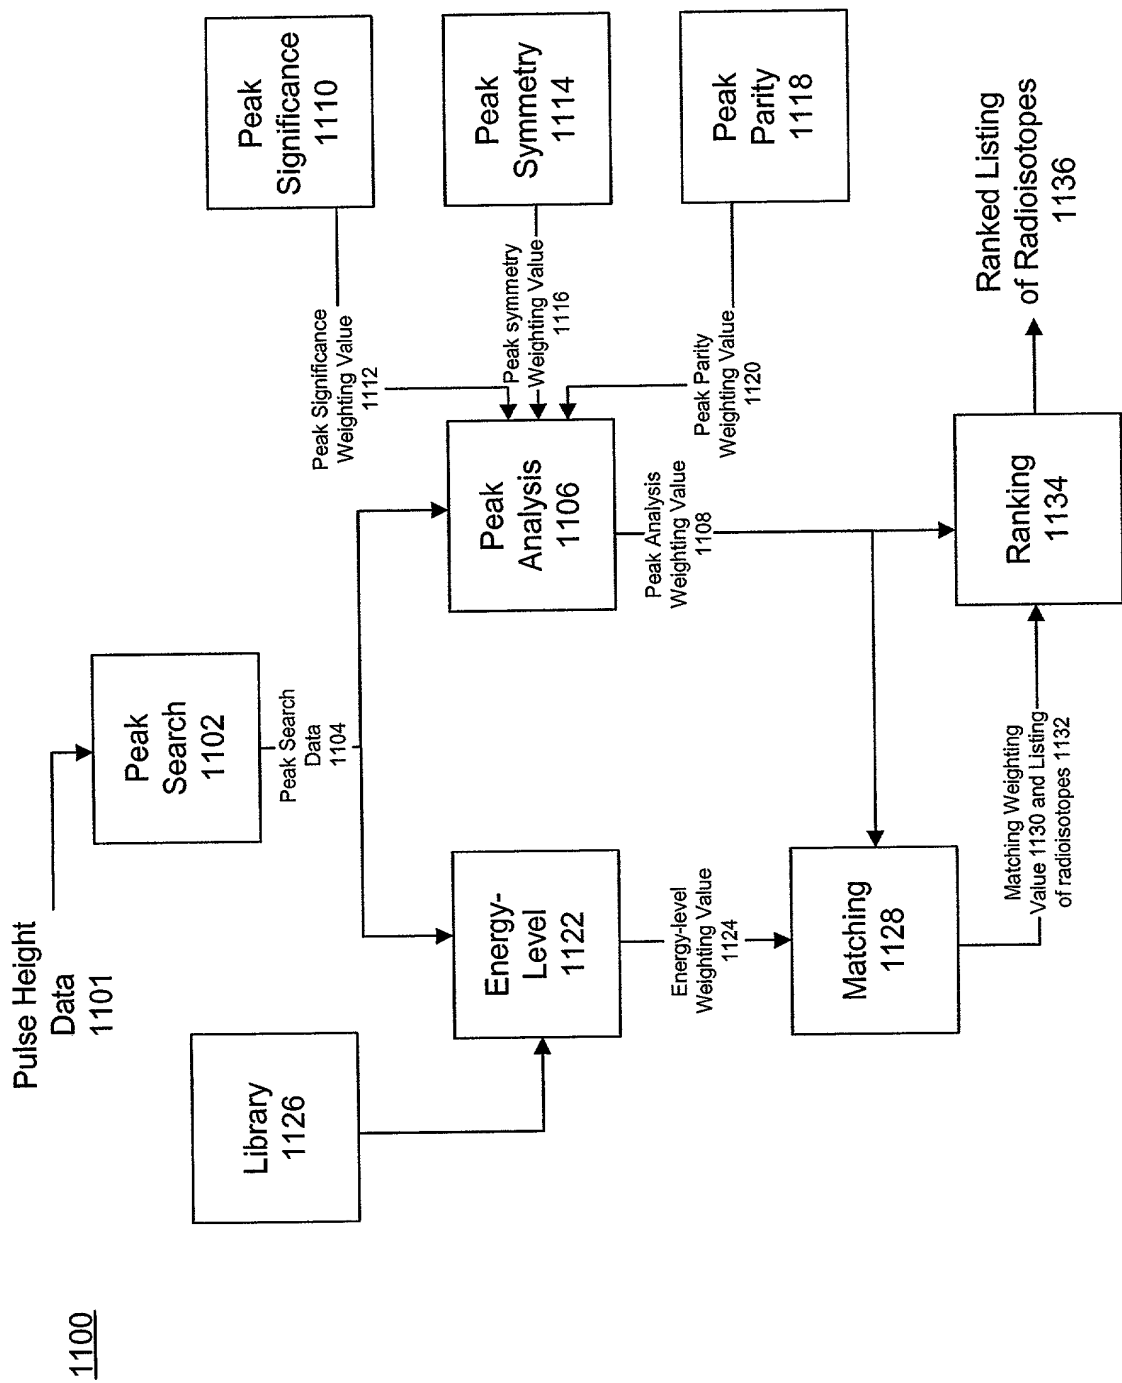 1100
Pulse Height
Data
1101
Library
1126
Peak
Search
1102
Peak Search
Data
1104
Energy-
Level
1122
Energy-level
Weighting Value
1124
Matching
1128
Matching Weighting
Value 1130 and Listing
of radioisotopes 1132
Peak
Analysis
1106
Peak Analysis
Weighting Value
1108
Peak
Significance
1110
Peak Significance
Weighting Value
1112
Peak
Symmetry
1114
Peak symmetry
Weighting Value
1116
Peak
Parity
1118
Peak Parity
Weighting Value
1120
Ranking
1134
Ranked Listing
of Radioisotopes
1136